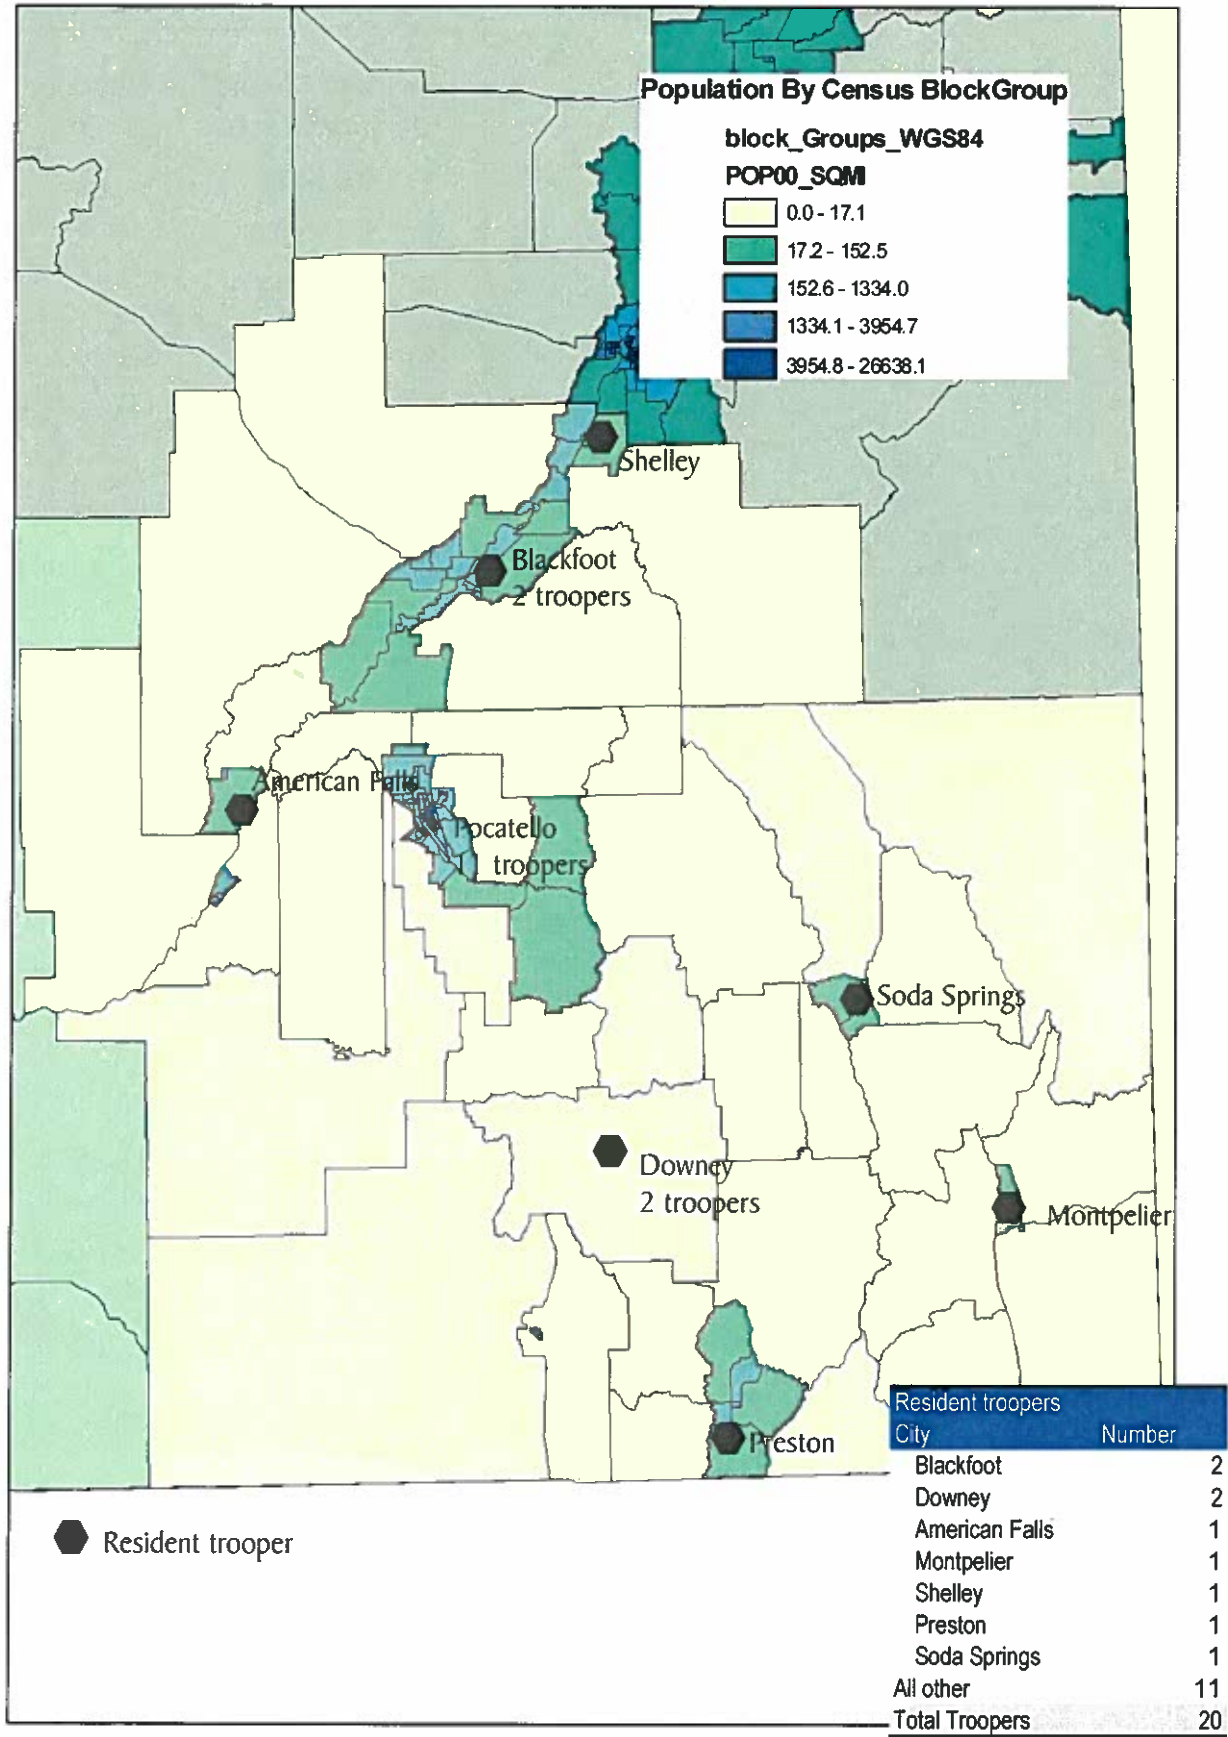 Population By Census BlockGroup
block_Groups_WGS84
POP00_SQMI
0.0 - 17.1
17.2 - 152.5
152.6 - 1334.0
1334.1 - 3954.7
3954.8 - 26638.1
Shelley
Blackfoot
2 troopers
American Falls
Pocatello
11 troopers
Soda Springs
Downey
2 troopers
Montpelier
Preston
Resident trooper
Resident troopers
City Number
Blackfoot 2
Downey 2
American Falls 1
Montpelier 1
Shelley 1
Preston 1
Soda Springs 1
All other 11
Total Troopers 20